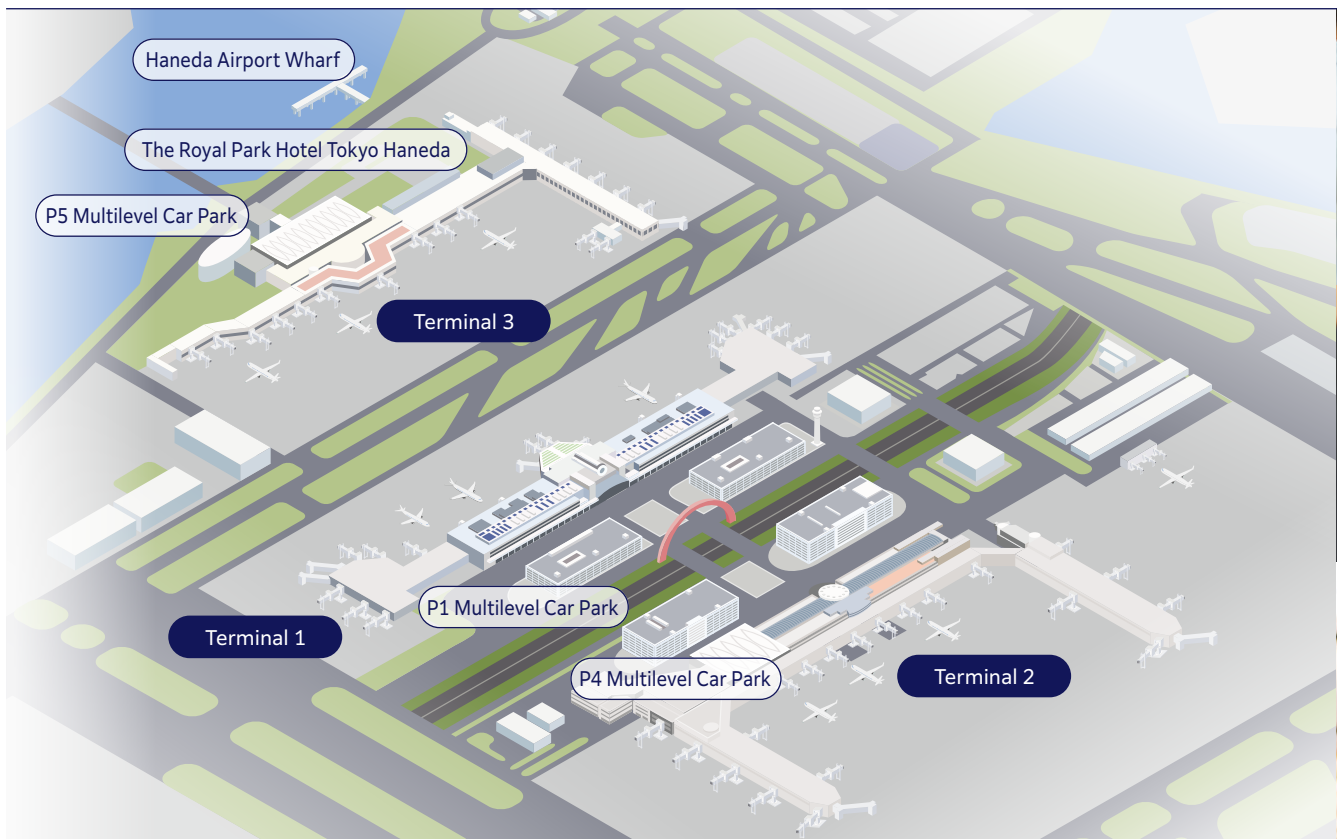 Haneda Airport Wharf
The Royal Park Hotel Tokyo Haneda
P5 Multilevel Car Park
Terminal 3
P1 Multilevel Car Park
Terminal 1
P4 Multilevel Car Park
Terminal 2